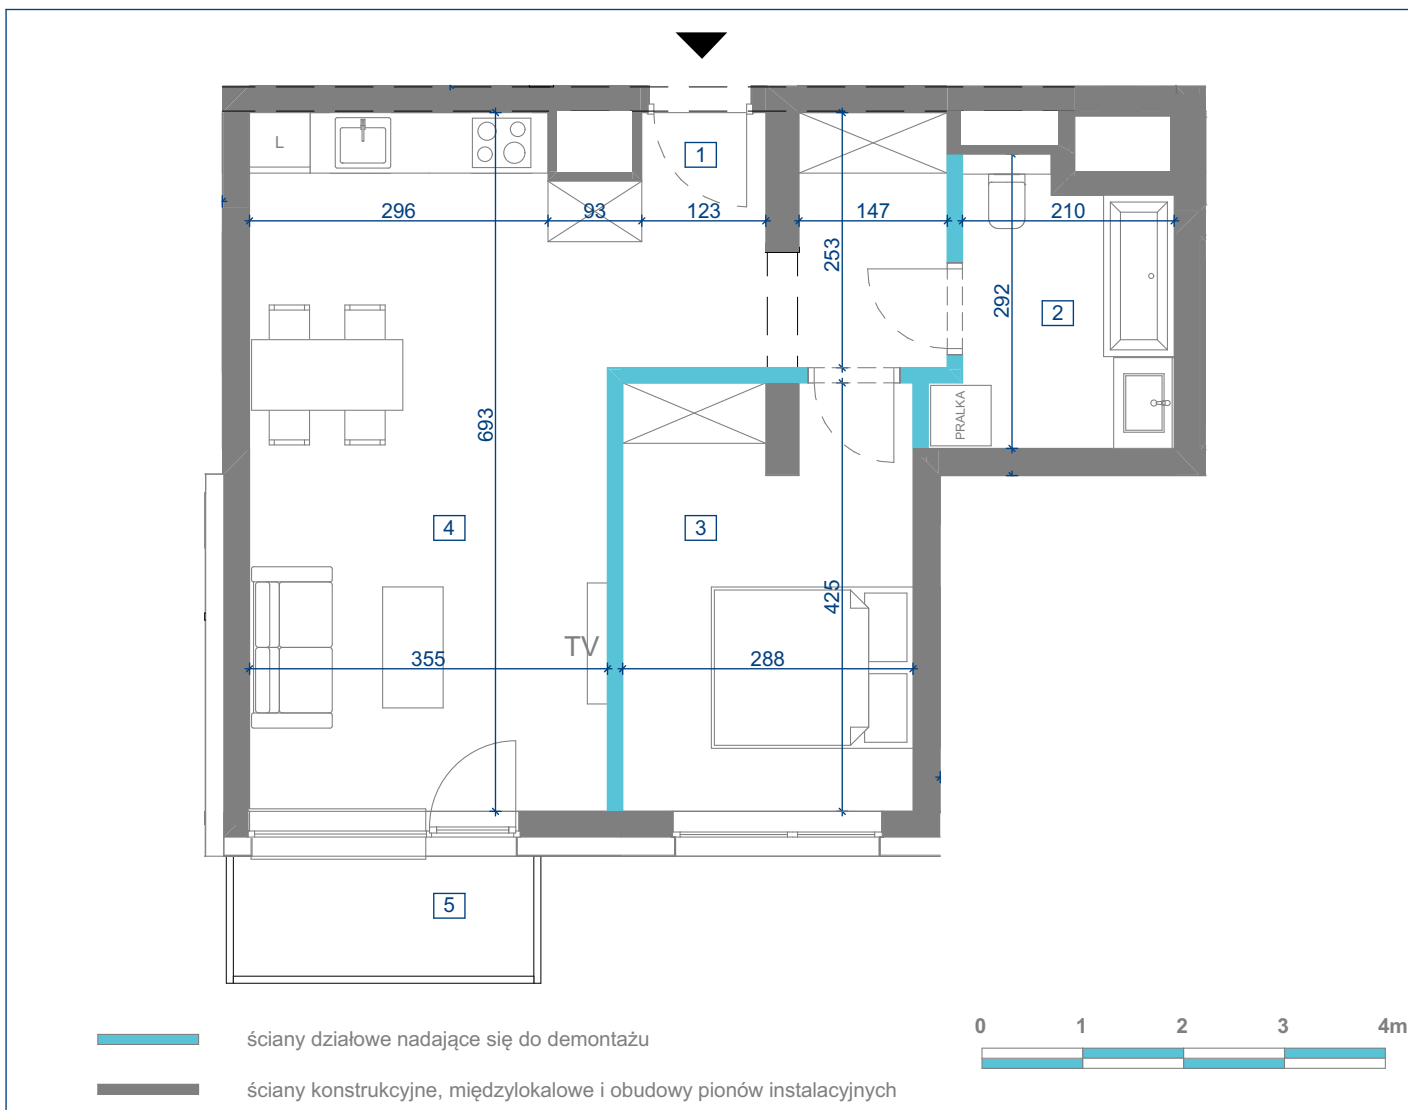 1
L
296
93
123
147
210
253
292
2
693
PRALKA
4
3
425
TV
355
288
5
0 1 2 3 4m
ściany działowe nadające się do demontażu
ściany konstrukcyjne, międzylokalowe i obudowy pionów instalacyjnych